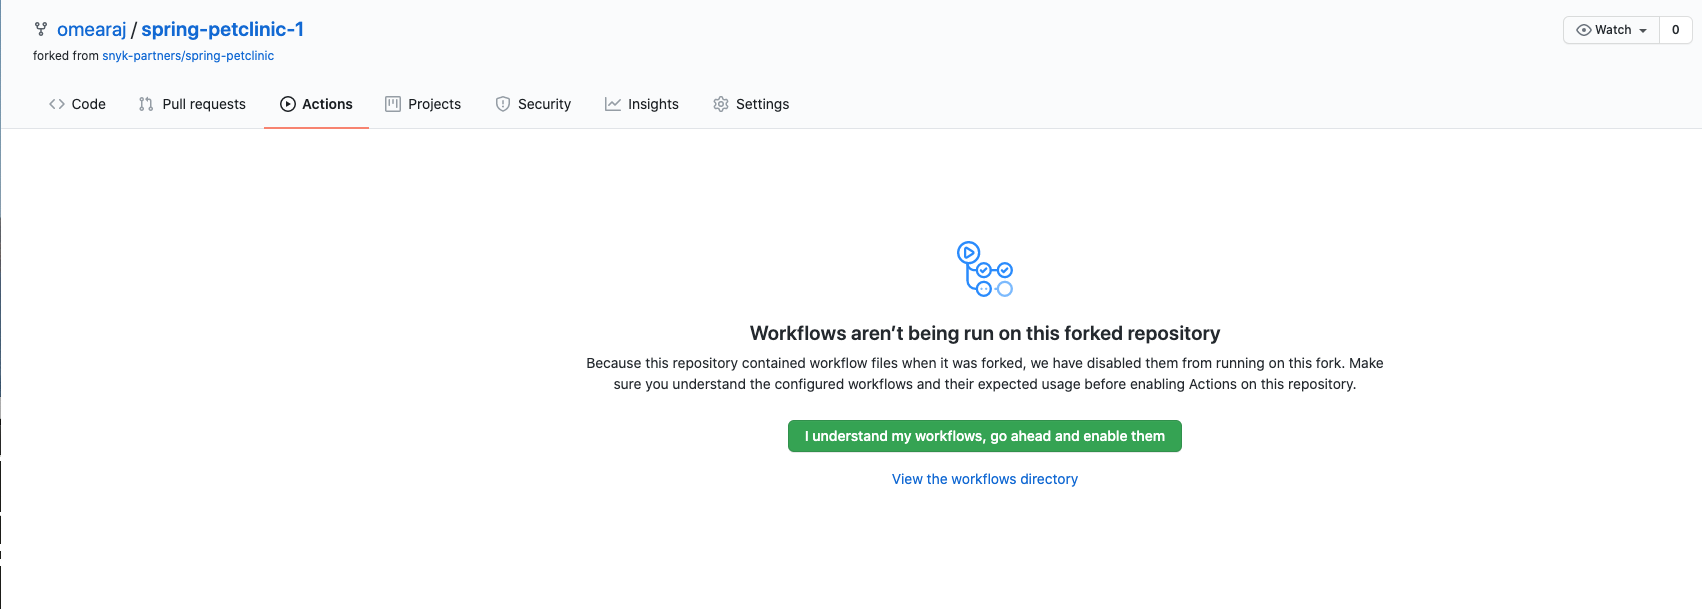 omearaj / spring-petclinic-1
Watch 0
forked from snyk-partners/spring-petclinic
Code Pull requests Actions Projects Security Insights Settings
Workflows aren’t being run on this forked repository
Because this repository contained workflow files when it was forked, we have disabled them from running on this fork. Make
sure you understand the configured workflows and their expected usage before enabling Actions on this repository.
I understand my workflows, go ahead and enable them
View the workflows directory